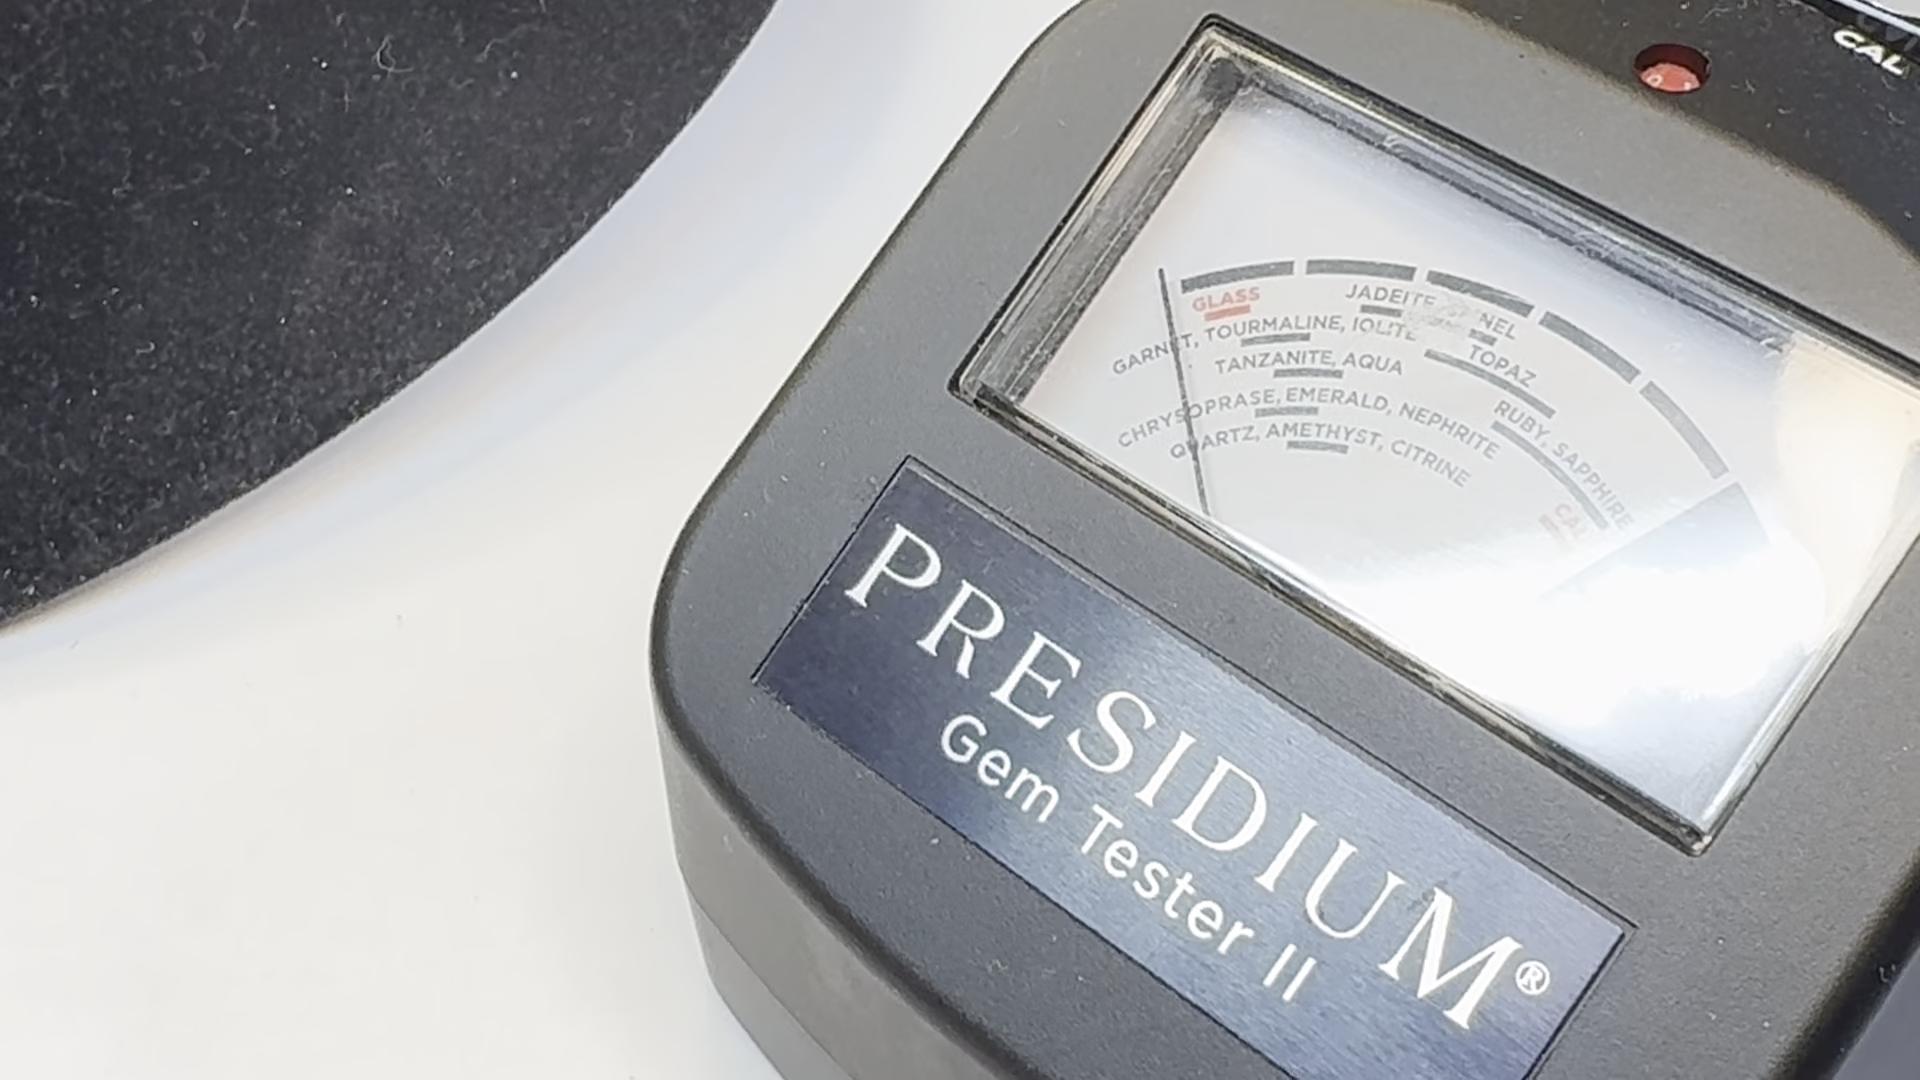 CAL
GLASS JADEITE
GARNET, TOURMALINE, IOLITE TOPAZ
TANZANITE, AQUA
CHRYSOPRASE, EMERALD, NEPHRITE RUBY, SAPPHIRE
QUARTZ, AMETHYST, CITRINE CAL
PRESIDIUM®
Gem Tester II